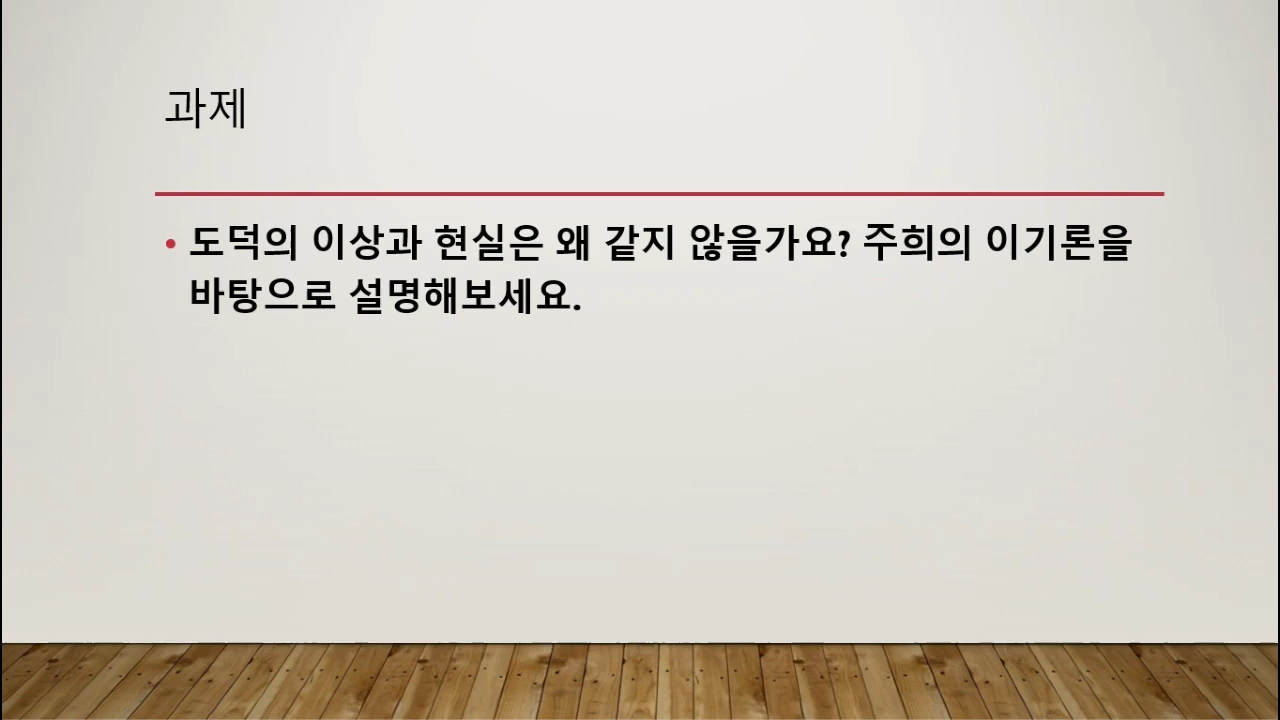 과제
• 도덕의 이상과 현실은 왜 같지 않을가요? 주희의 이기론을
바탕으로 설명해보세요.